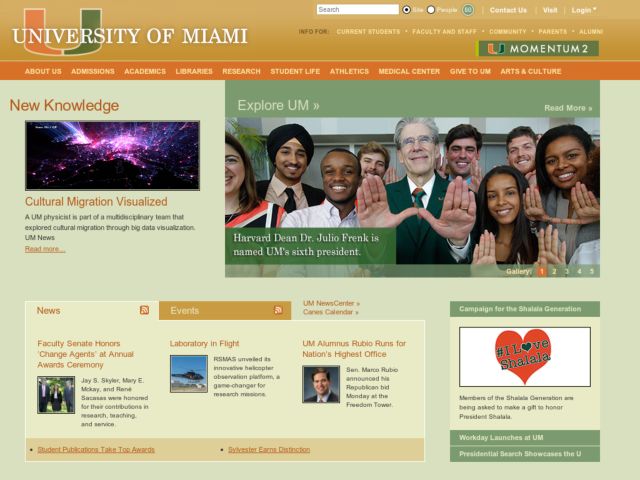 Search
Site
People
GO
Contact Us
Visit
Login
UNIVERSITY OF MIAMI
INFO FOR: CURRENT STUDENTS • FACULTY AND STAFF • COMMUNITY • PARENTS • ALUMNI
MOMENTUM2
ABOUT US ADMISSIONS ACADEMICS LIBRARIES RESEARCH STUDENT LIFE ATHLETICS MEDICAL CENTER GIVE TO UM ARTS & CULTURE
New Knowledge
Cultural Migration Visualized
A UM physicist is part of a multidisciplinary team that
explored cultural migration through big data visualization.
UM News
Read more...
Explore UM »
Read More »
Harvard Dean Dr. Julio Frenk is
named UM's sixth president.
Gallery: 1 2 3 4 5
News
Events
UM NewsCenter »
Canes Calendar »
Faculty Senate Honors
'Change Agents' at Annual
Awards Ceremony
Jay S. Skyler, Mary E.
Mckay, and René
Sacasas were honored
for their contributions in
research, teaching,
and service.
Laboratory in Flight
RSMAS unveiled its
innovative helicopter
observation platform, a
game-changer for
research missions.
UM Alumnus Rubio Runs for
Nation's Highest Office
Sen. Marco Rubio
announced his
Republican bid
Monday at the
Freedom Tower.
Student Publications Take Top Awards
Sylvester Earns Distinction
Campaign for the Shalala Generation
#I Love
Shalala
Members of the Shalala Generation are
being asked to make a gift to honor
President Shalala.
Workday Launches at UM
Presidential Search Showcases the U